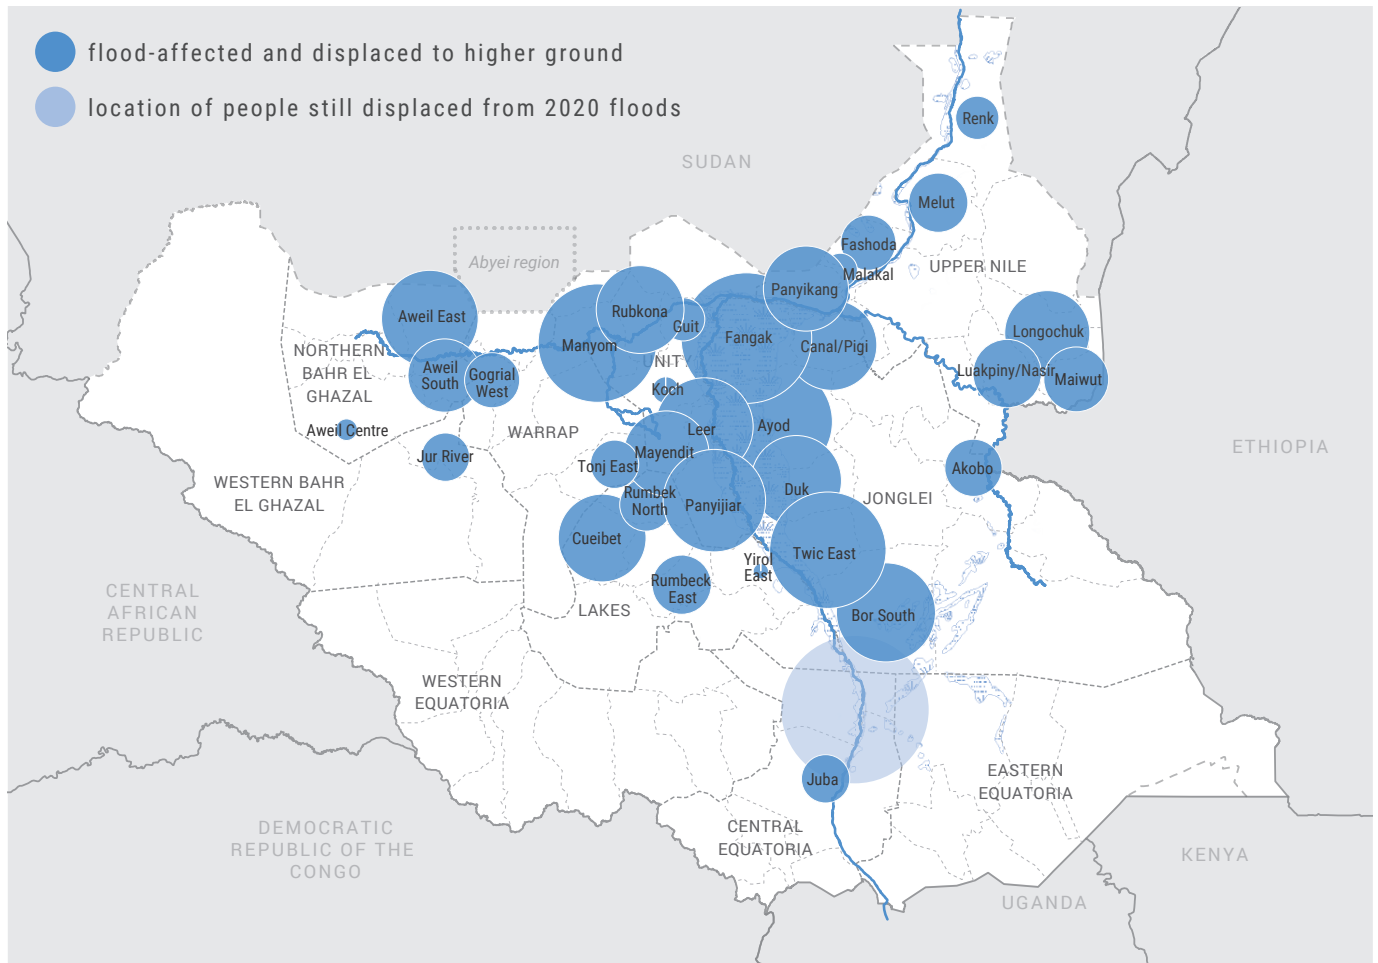 flood-affected and displaced to higher ground
location of people still displaced from 2020 floods
Renk
SUDAN
Melut
Fashoda
Abyei region
UPPER NILE
Malakal
Panyikang
Aweil East
Rubkona
Guit
Fangak
Longochuk
Manyom
Canal/Pigi
NORTHERN
BAHR EL
GHAZAL
UNITY
Aweil
South
Gogrial
West
Luakpiny/Nasir
Maiwut
Koch
Aweil Centre
WARRAP
Leer
Ayod
ETHIOPIA
Jur River
Mayendit
Tonj East
Akobo
WESTERN BAHR
EL GHAZAL
Rumbek
North
Duk
JONGLEI
Panyijiar
Cueibet
Twic East
Yirol
East
Rumbeck
East
CENTRAL
AFRICAN
REPUBLIC
LAKES
Bor South
WESTERN
EQUATORIA
Juba
EASTERN
EQUATORIA
CENTRAL
EQUATORIA
DEMOCRATIC
REPUBLIC OF THE
CONGO
KENYA
UGANDA